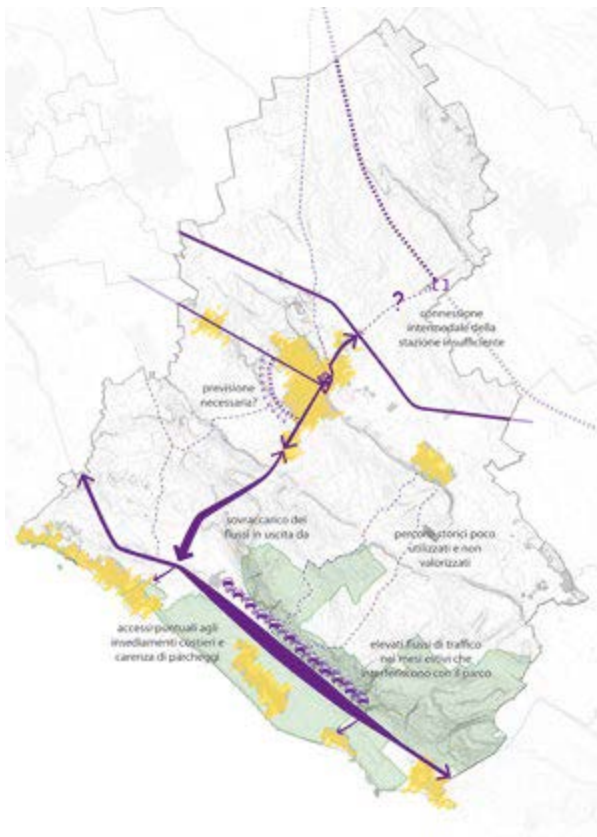 ?
connessione
intermodale della
stazione insufficiente
previsione
necessaria?
sovraccarico dei
flussi in uscita da
percorsi storici poco
utilizzati e non
valorizzati
accessi puntuali agli
insediamenti costieri e
carenza di parcheggi
elevati flussi di traffico
nei mesi estivi che
interferiscono con il parco